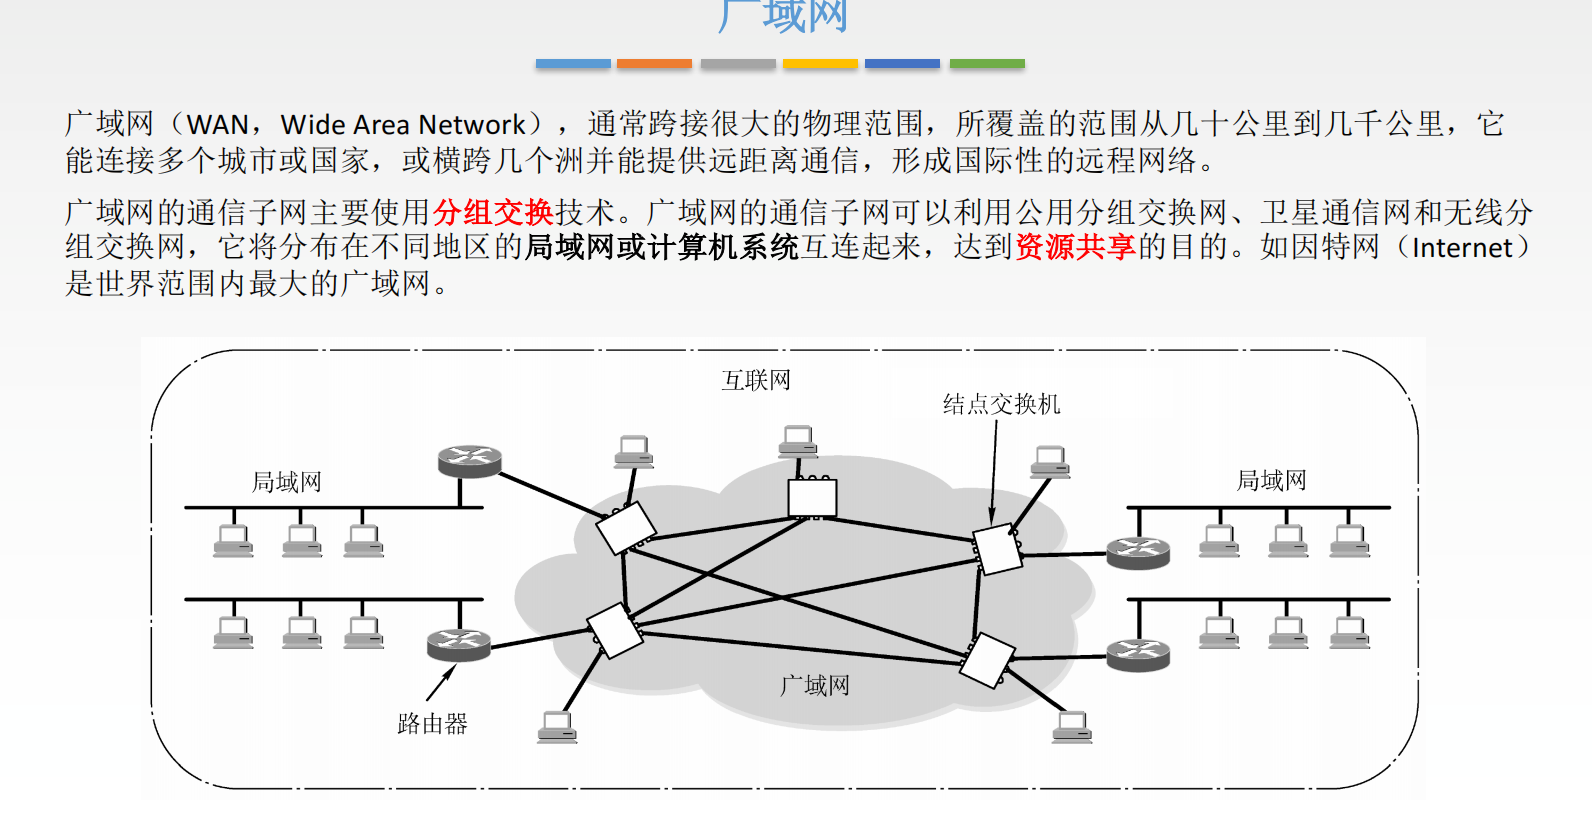 广域网
广域网（WAN，Wide Area Network），通常跨接很大的物理范围，所覆盖的范围从几十公里到几千公里，它
能连接多个城市或国家，或横跨几个洲并能提供远距离通信，形成国际性的远程网络。
广域网的通信子网主要使用分组交换技术。广域网的通信子网可以利用公用分组交换网、卫星通信网和无线分
组交换网，它将分布在不同地区的局域网或计算机系统互连起来，达到资源共享的目的。如因特网（Internet）
是世界范围内最大的广域网。
互联网
结点交换机
局域网
局域网
广域网
路由器